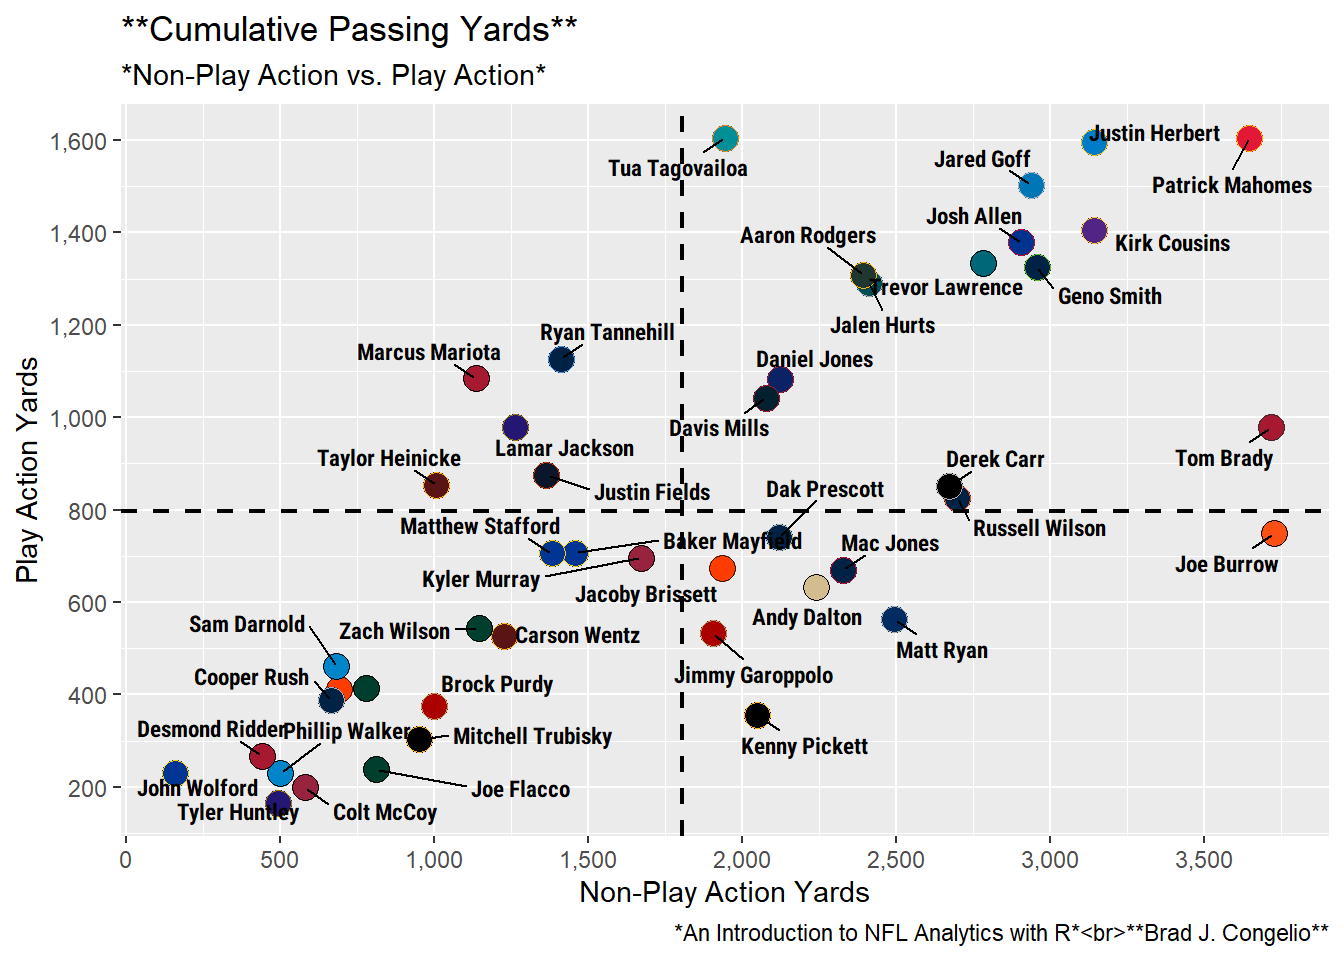 **Cumulative Passing Yards**
*Non-Play Action vs. Play Action*
Play Action Yards
1,600
1,400
1,200
1,000
800
600
400
200
Justin Herbert
Jared Goff
Tua Tagovailoa
Patrick Mahomes
Josh Allen
Aaron Rodgers
Kirk Cousins
Trevor Lawrence
Geno Smith
Jalen Hurts
Ryan Tannehill
Marcus Mariota
Daniel Jones
Davis Mills
Lamar Jackson
Taylor Heinicke
Derek Carr
Tom Brady
Justin Fields
Dak Prescott
Matthew Stafford
Russell Wilson
Baker Mayfield
Mac Jones
Joe Burrow
Kyler Murray
Jacoby Brissett
Andy Dalton
Sam Darnold
Zach Wilson
Carson Wentz
Matt Ryan
Cooper Rush
Jimmy Garoppolo
Brock Purdy
Desmond Ridder
Phillip Walker
Mitchell Trubisky
Kenny Pickett
John Wolford
Joe Flacco
Tyler Huntley
Colt McCoy
0
500
1,000
1,500
2,000
2,500
3,000
3,500
Non-Play Action Yards
*An Introduction to NFL Analytics with R*<br>**Brad J. Congelio**